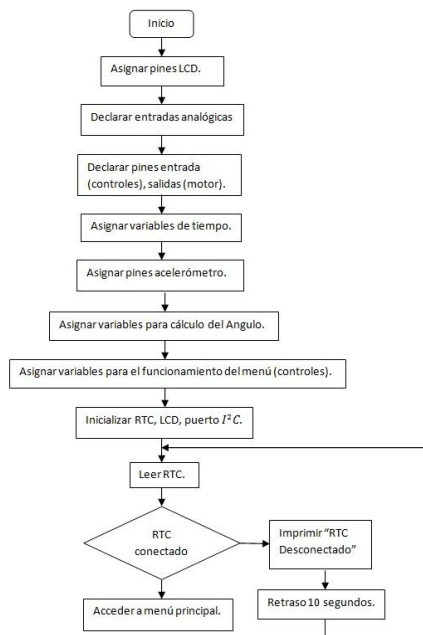 Inicio
Asignar pines LCD.
Declarar entradas analógicas
Declarar pines entrada
(controles), salidas (motor).
Asignar variables de tiempo.
Asignar pines acelerómetro.
Asignar variables para cálculo del Angulo.
Asignar variables para el funcionamiento del menú (controles).
Inicializar RTC, LCD, puerto I²C.
Leer RTC.
RTC
conectado
Imprimir “RTC
Desconectado”
Acceder a menú principal.
Retraso 10 segundos.